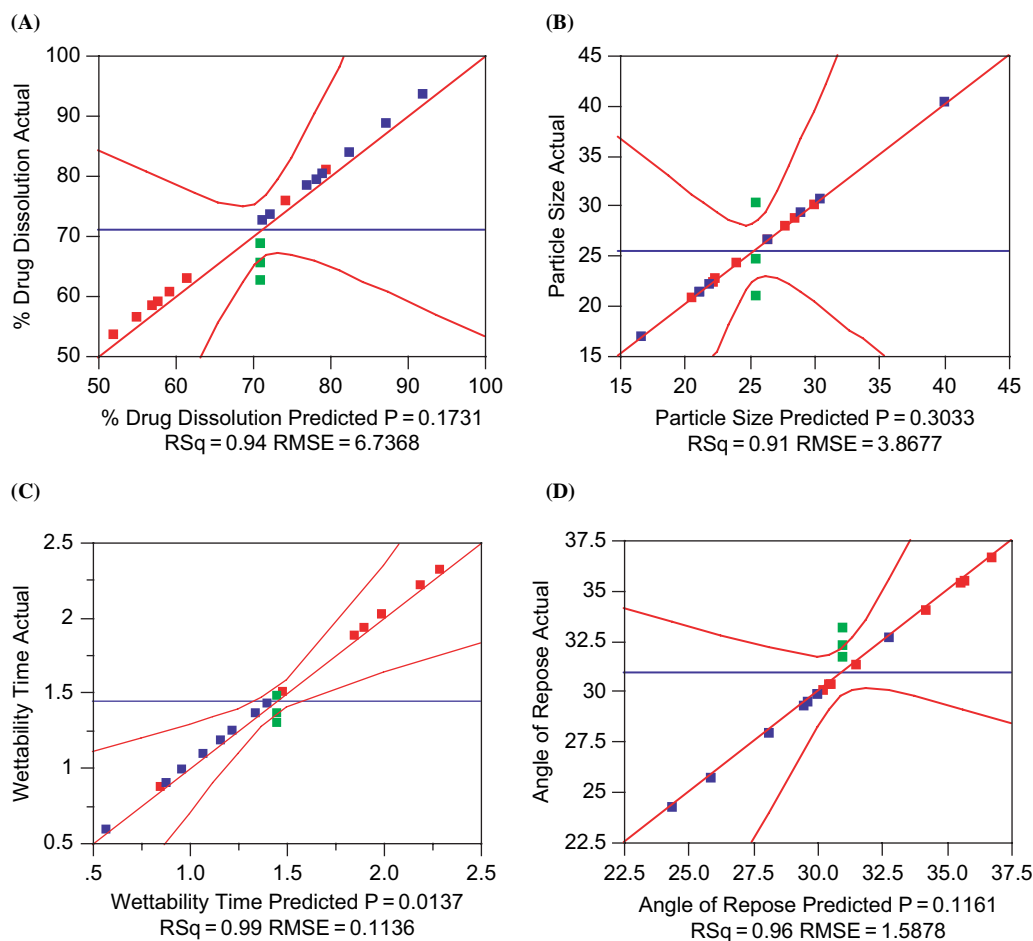 (A)
% Drug Dissolution Actual
100
90
80
70
60
50
50 60 70 80 90 100
% Drug Dissolution Predicted P = 0.1731
RSq = 0.94 RMSE = 6.7368
(B)
Particle Size Actual
45
40
35
30
25
20
15
15 20 25 30 35 40 45
Particle Size Predicted P = 0.3033
RSq = 0.91 RMSE = 3.8677
(C)
Wettability Time Actual
2.5
2
1.5
1
0.5
.5 1.0 1.5 2.0 2.5
Wettability Time Predicted P = 0.0137
RSq = 0.99 RMSE = 0.1136
(D)
Angle of Repose Actual
37.5
35
32.5
30
27.5
25
22.5
22.5 25.0 27.5 30.0 32.5 35.0 37.5
Angle of Repose Predicted P = 0.1161
RSq = 0.96 RMSE = 1.5878